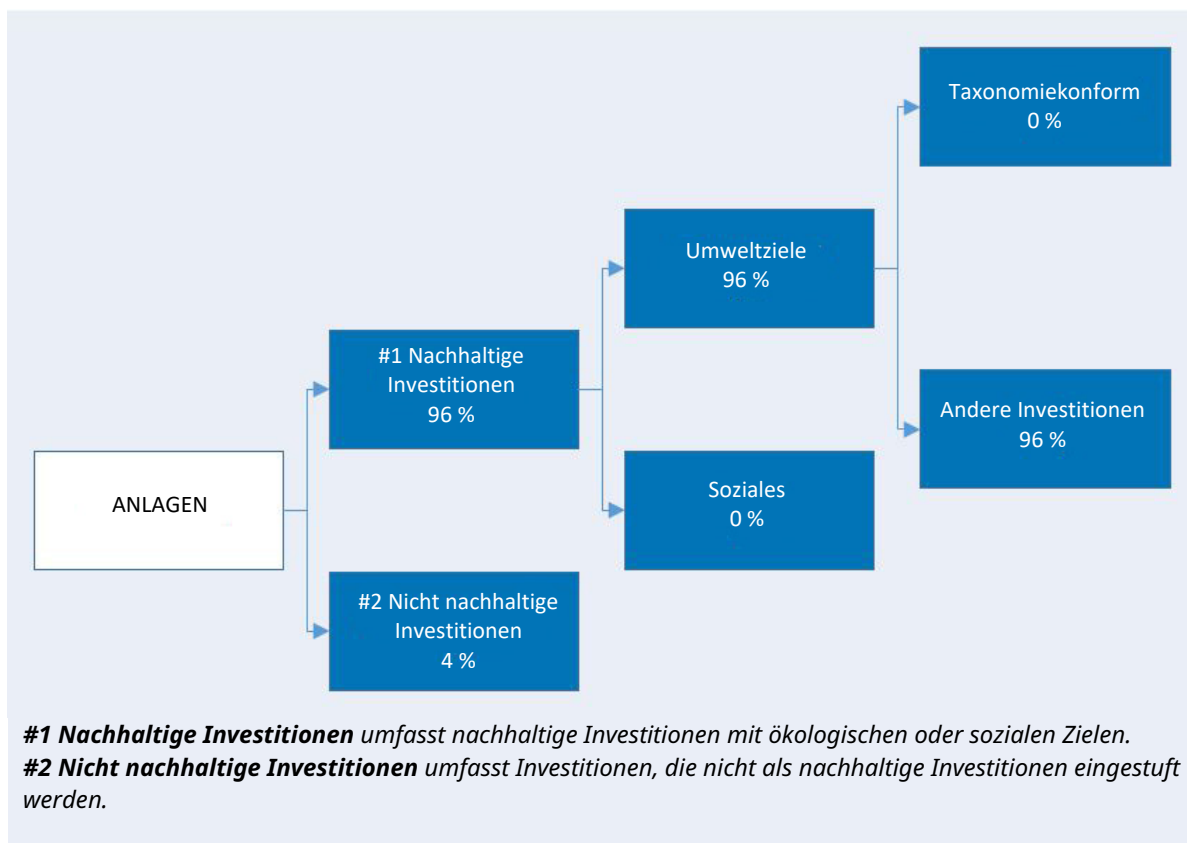 Taxonomiekonform
0 %
Umweltziele
96 %
#1 Nachhaltige
Investitionen
96 %
Andere Investitionen
96 %
ANLAGEN
Soziales
0 %
#2 Nicht nachhaltige
Investitionen
4 %
#1 Nachhaltige Investitionen umfasst nachhaltige Investitionen mit ökologischen oder sozialen Zielen.
#2 Nicht nachhaltige Investitionen umfasst Investitionen, die nicht als nachhaltige Investitionen eingestuft
werden.